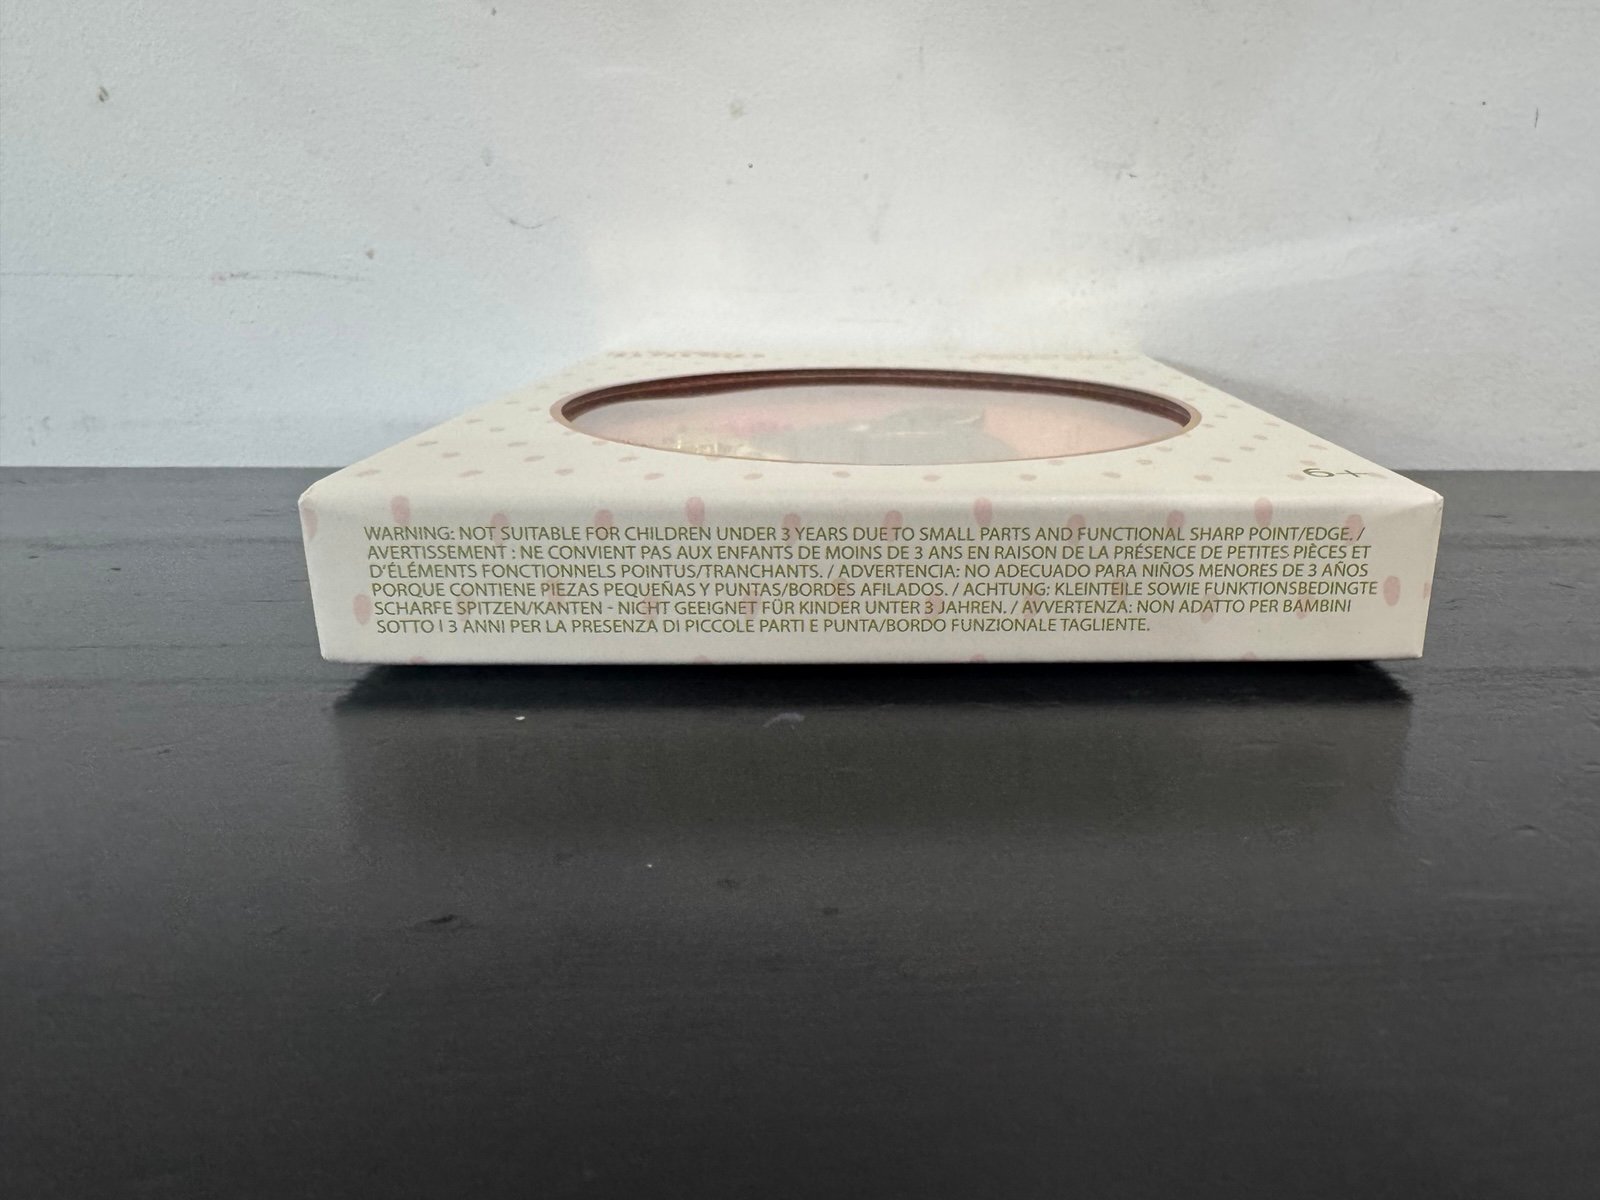 6+
WARNING: NOT SUITABLE FOR CHILDREN UNDER 3 YEARS DUE TO SMALL PARTS AND FUNCTIONAL SHARP POINT/EDGE. /
AVERTISSEMENT : NE CONVIENT PAS AUX ENFANTS DE MOINS DE 3 ANS EN RAISON DE LA PRÉSENCE DE PETITES PIÈCES ET
D'ÉLÉMENTS FONCTIONNELS POINTUS/TRANCHANTS. / ADVERTENCIA: NO ADECUADO PARA NIÑOS MENORES DE 3 AÑOS
PORQUE CONTIENE PIEZAS PEQUEÑAS Y PUNTAS/BORDES AFILADOS. / ACHTUNG: KLEINTEILE SOWIE FUNKTIONSBEDINGTE
SCHARFE SPITZEN/KANTEN - NICHT GEEIGNET FÜR KINDER UNTER 3 JAHREN. / AVVERTENZA: NON ADATTO PER BAMBINI
SOTTO I 3 ANNI PER LA PRESENZA DI PICCOLE PARTI E PUNTA/BORDO FUNZIONALE TAGLIENTE.